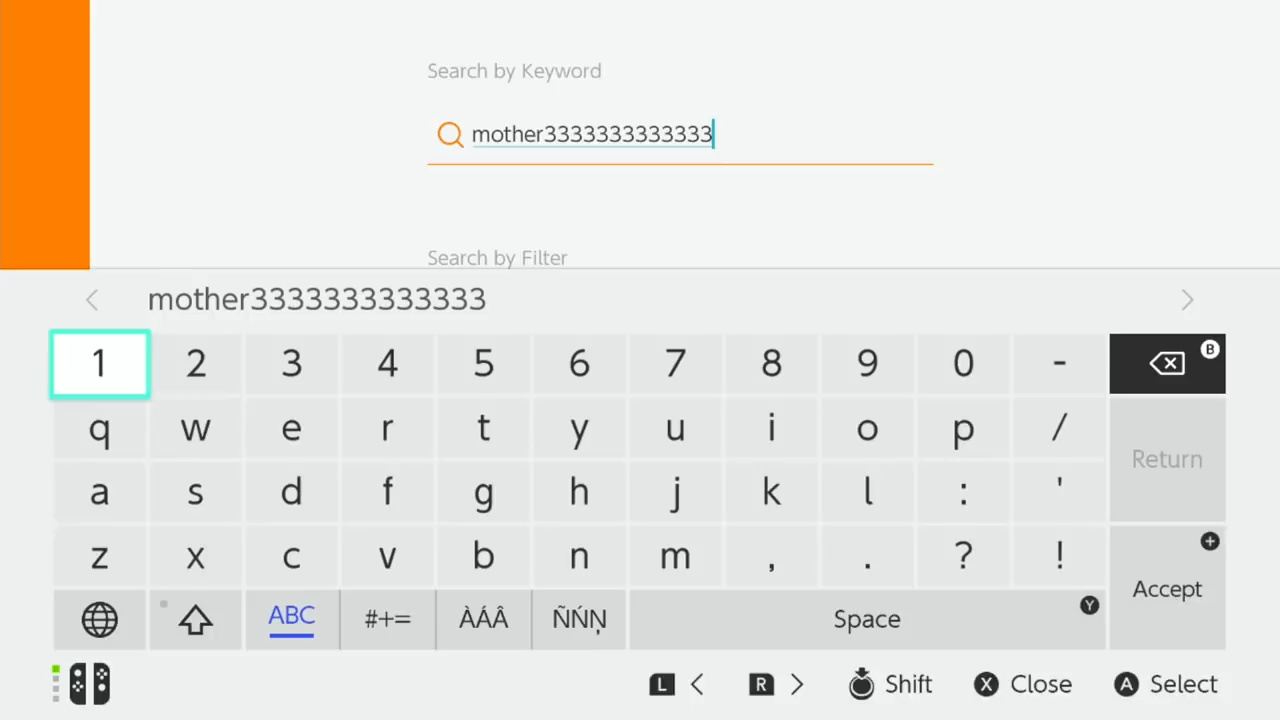 Search by Keyword
mother3333333333333
Search by Filter
mother3333333333333
1 2 3 4 5 6 7 8 9 0 - B
q w e r t y u i o p / Return
a s d f g h j k l : '
z x c v b n m , . ? ! + Accept
ABC #+= ÀÁÂ ÑŃŅ Space Y
L < R > Shift X Close A Select